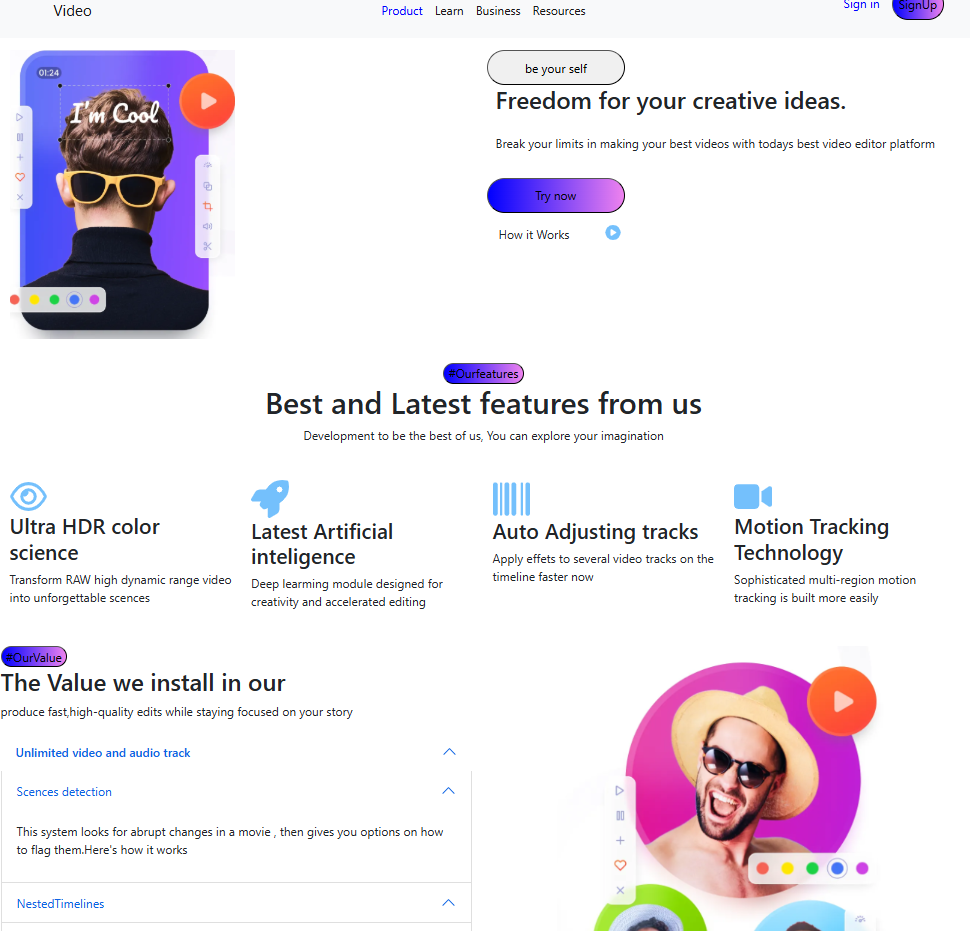 Video
Product Learn Business Resources
Sign in
SignUp
01:24
I'm Cool
be your self
Freedom for your creative ideas.
Break your limits in making your best videos with todays best video editor platform
Try now
How it Works
#Ourfeatures
Best and Latest features from us
Development to be the best of us, You can explore your imagination
Ultra HDR color
science
Transform RAW high dynamic range video
into unforgettable scences
Latest Artificial
inteligence
Deep learning module designed for
creativity and accelerated editing
Auto Adjusting tracks
Apply effets to several video tracks on the
timeline faster now
Motion Tracking
Technology
Sophisticated multi-region motion
tracking is built more easily
#OurValue
The Value we install in our
produce fast,high-quality edits while staying focused on your story
Unlimited video and audio track
Scences detection
This system looks for abrupt changes in a movie , then gives you options on how
to flag them.Here's how it works
NestedTimelines